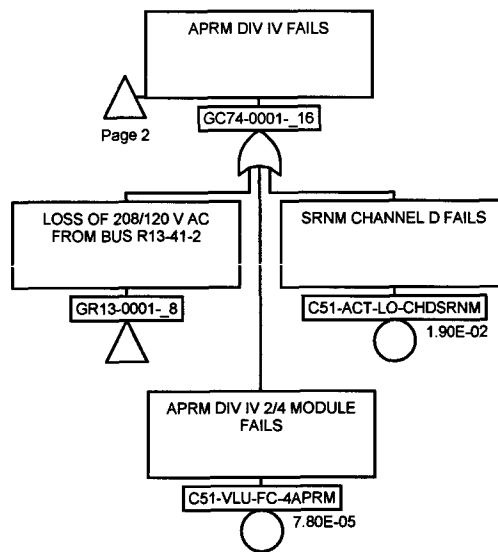 APRM DIV IV FAILS
Page 2
GC74-0001-_16
LOSS OF 208/120 V AC
FROM BUS R13-41-2
SRNM CHANNEL D FAILS
GR13-0001-_8
C51-ACT-LO-CHDSRNM
1.90E-02
APRM DIV IV 2/4 MODULE
FAILS
C51-VLU-FC-4APRM
7.80E-05